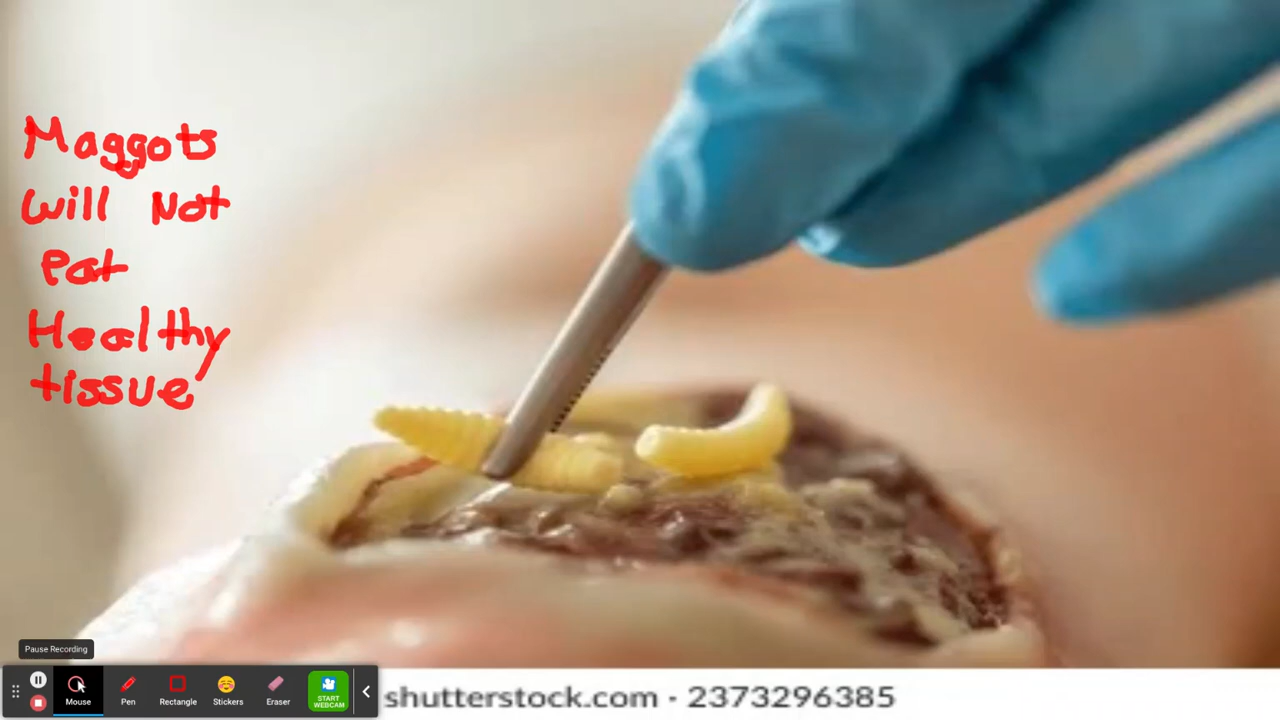 Maggots
Will Not
Eat
Healthy
tissue
Pause Recording
Mouse
Pen
Rectangle
Stickers
Eraser
START
WEBCAM
shutterstock.com · 2373296385